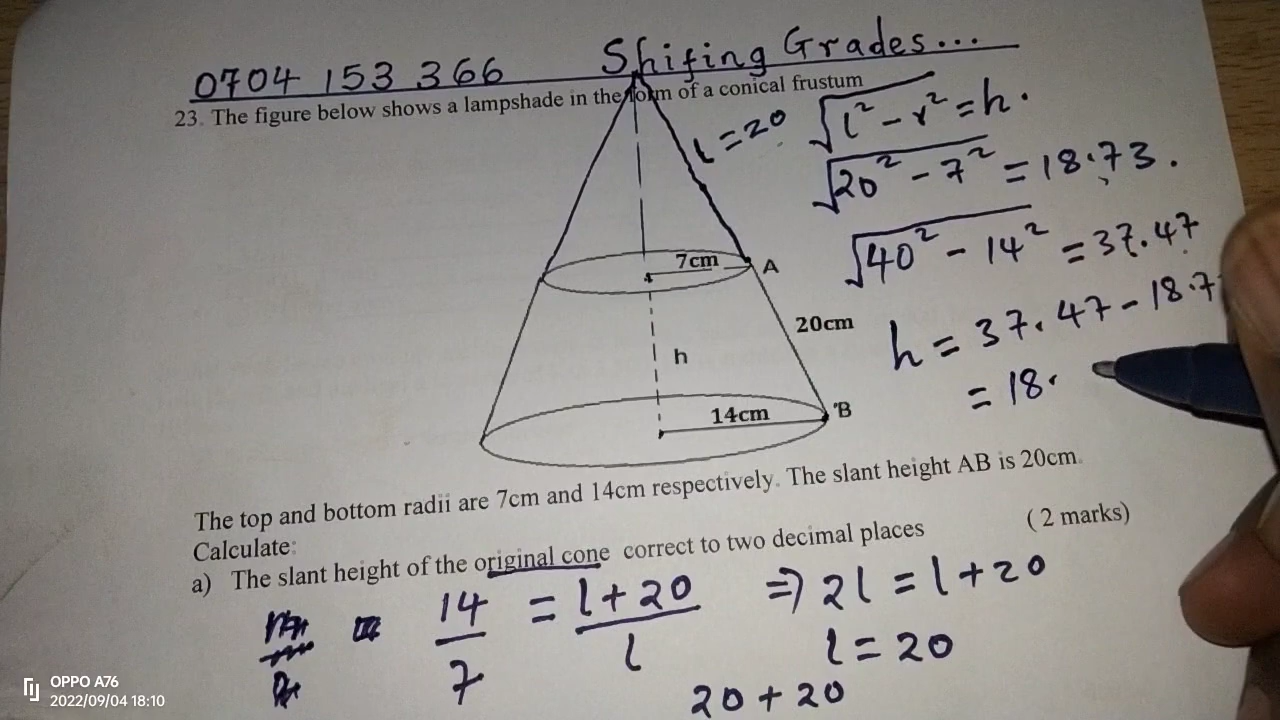 0704 153 366 Shifing Grades...
23. The figure below shows a lampshade in the form of a conical frustum
l = 20
√l² - r² = h.
√20² - 7² = 18.73.
√40² - 14² = 37.47
h = 37.47 - 18.7
= 18.
7cm
A
20cm
h
14cm
B
The top and bottom radii are 7cm and 14cm respectively. The slant height AB is 20cm.
Calculate:
a) The slant height of the original cone correct to two decimal places ( 2 marks)
= 14/7 = l + 20/l ⇒ 2l = l + 20
l = 20
20 + 20
OPPO A76
2022/09/04 18:10